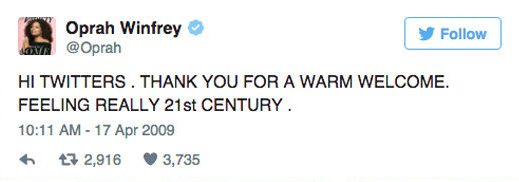 Oprah Winfrey
@Oprah
Follow
HI TWITTERS . THANK YOU FOR A WARM WELCOME.
FEELING REALLY 21st CENTURY .
10:11 AM - 17 Apr 2009
2,916 3,735